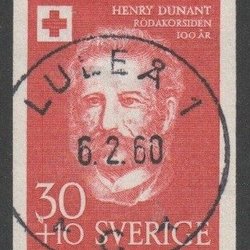 HENRY DUNANT
RÖDAKORSIDEN
100 ÅR
LULEÅ 1
6.2.60
30
+10 SVERIGE